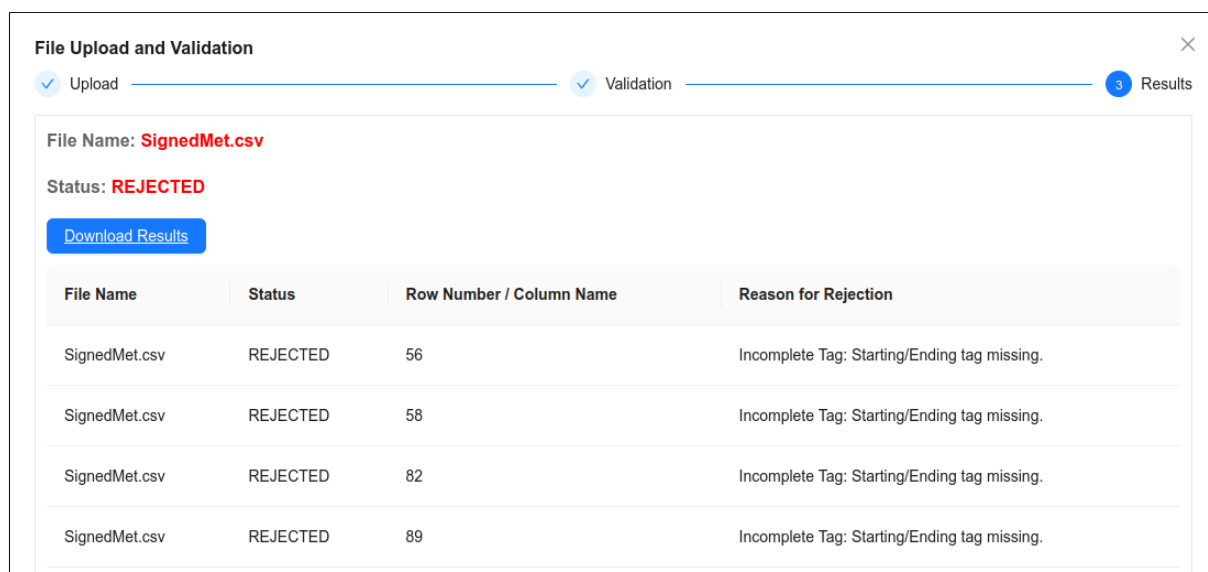 File Upload and Validation
Upload Validation 3 Results
File Name: SignedMet.csv
Status: REJECTED
Download Results
File Name Status Row Number / Column Name Reason for Rejection
SignedMet.csv REJECTED 56 Incomplete Tag: Starting/Ending tag missing.
SignedMet.csv REJECTED 58 Incomplete Tag: Starting/Ending tag missing.
SignedMet.csv REJECTED 82 Incomplete Tag: Starting/Ending tag missing.
SignedMet.csv REJECTED 89 Incomplete Tag: Starting/Ending tag missing.